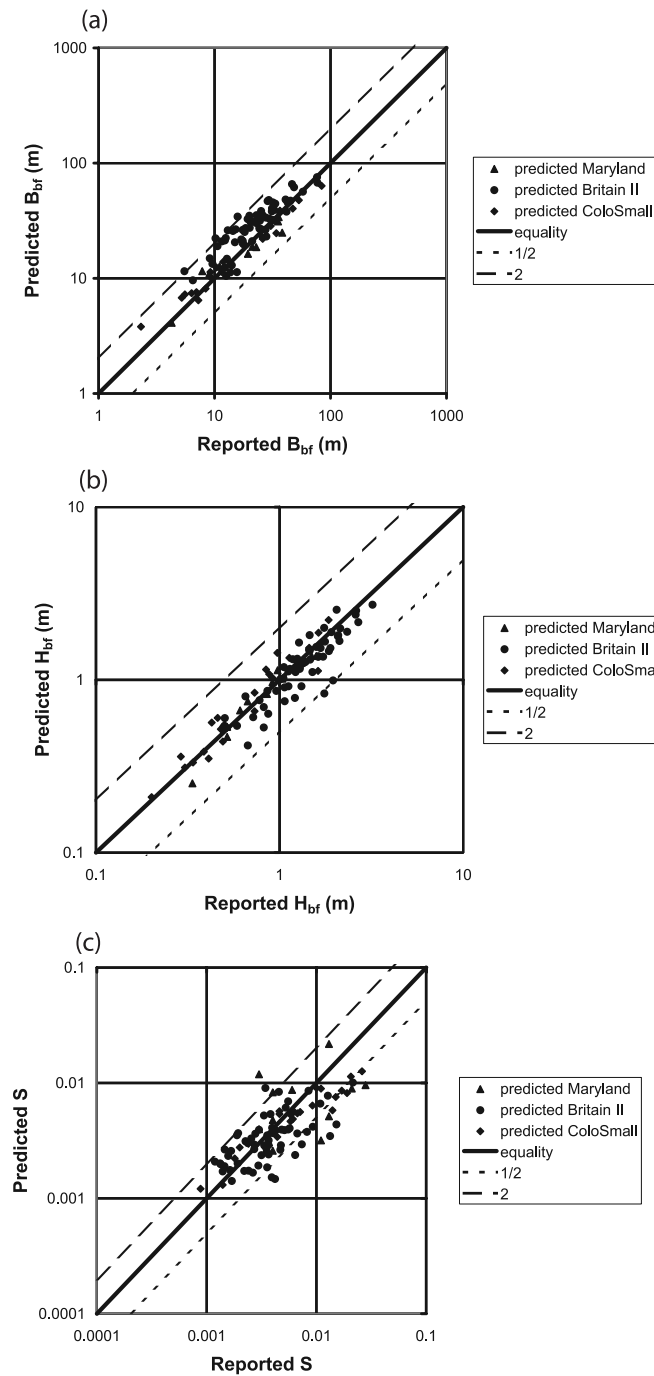 (a)
1000
100
10
1
Predicted B_bf (m)
1 10 100 1000
Reported B_bf (m)
predicted Maryland
predicted Britain II
predicted ColoSmall
equality
1/2
2
(b)
10
1
0.1
Predicted H_bf (m)
0.1 1 10
Reported H_bf (m)
predicted Maryland
predicted Britain II
predicted ColoSmal
equality
1/2
2
(c)
0.1
0.01
0.001
0.0001
Predicted S
0.0001 0.001 0.01 0.1
Reported S
predicted Maryland
predicted Britain II
predicted ColoSmall
equality
1/2
2